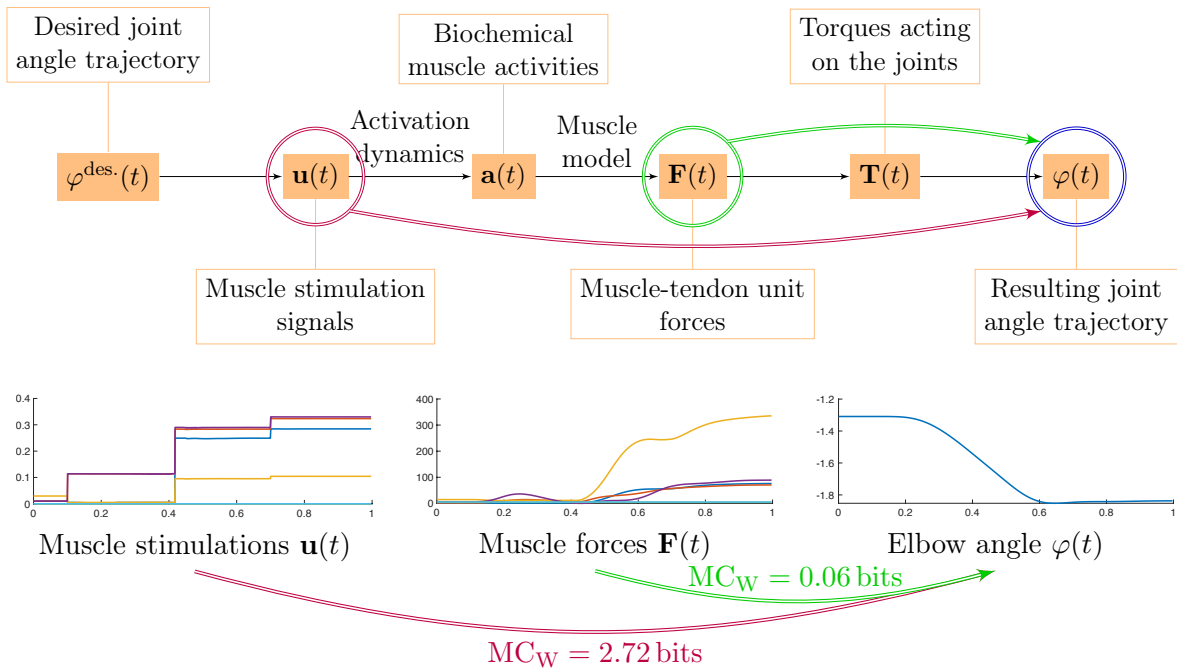 Desired joint
angle trajectory
Biochemical
muscle activities
Torques acting
on the joints
Activation
dynamics
Muscle
model
φ^des.(t)
u(t)
a(t)
F(t)
T(t)
φ(t)
Muscle stimulation
signals
Muscle-tendon unit
forces
Resulting joint
angle trajectory
0.4
0.3
0.2
0.1
0
0 0.2 0.4 0.6 0.8 1
Muscle stimulations u(t)
400
300
200
100
0
0 0.2 0.4 0.6 0.8 1
Muscle forces F(t)
-1.2
-1.4
-1.6
-1.8
0 0.2 0.4 0.6 0.8 1
Elbow angle φ(t)
MC_W = 0.06 bits
MC_W = 2.72 bits